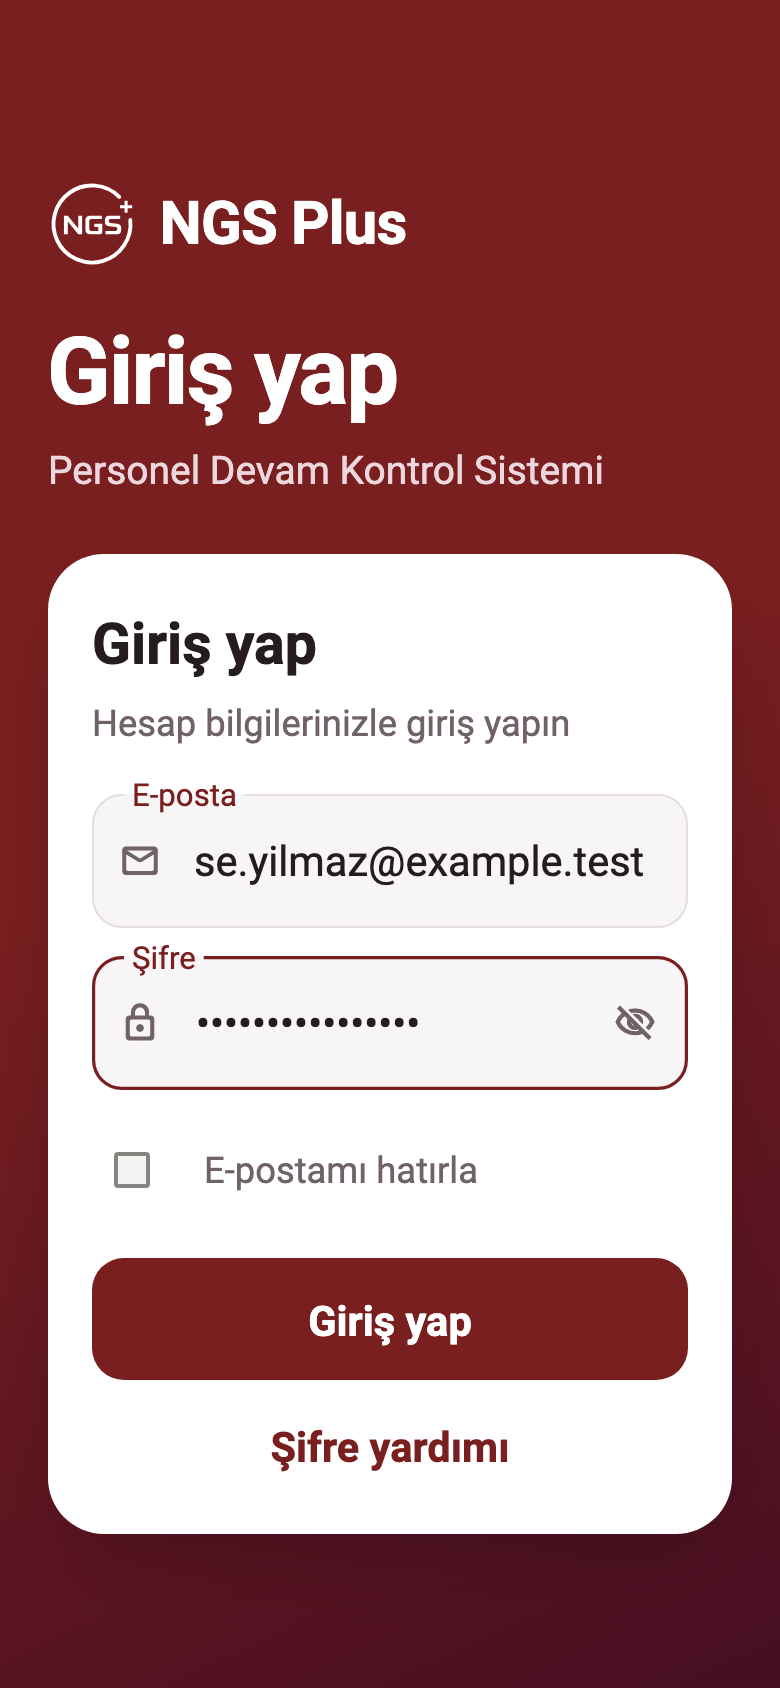 NGS+
NGS Plus
Giriş yap
Personel Devam Kontrol Sistemi
Giriş yap
Hesap bilgilerinizle giriş yapın
E-posta
se.yilmaz@example.test
Şifre
••••••••••••••••
E-postamı hatırla
Giriş yap
Şifre yardımı